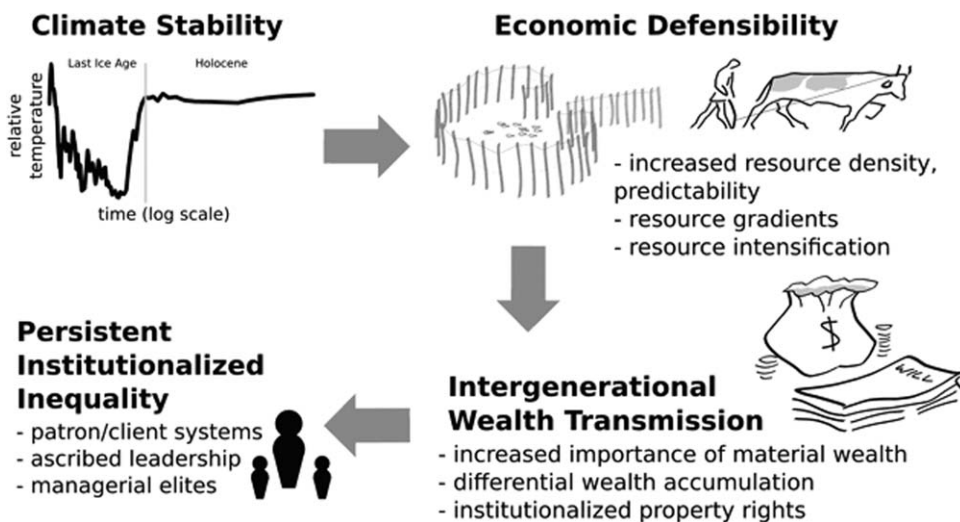 Climate Stability
Last Ice Age
Holocene
relative
temperature
time (log scale)
Economic Defensibility
- increased resource density,
predictability
- resource gradients
- resource intensification
$
WILL
Intergenerational
Wealth Transmission
- increased importance of material wealth
- differential wealth accumulation
- institutionalized property rights
Persistent
Institutionalized
Inequality
- patron/client systems
- ascribed leadership
- managerial elites